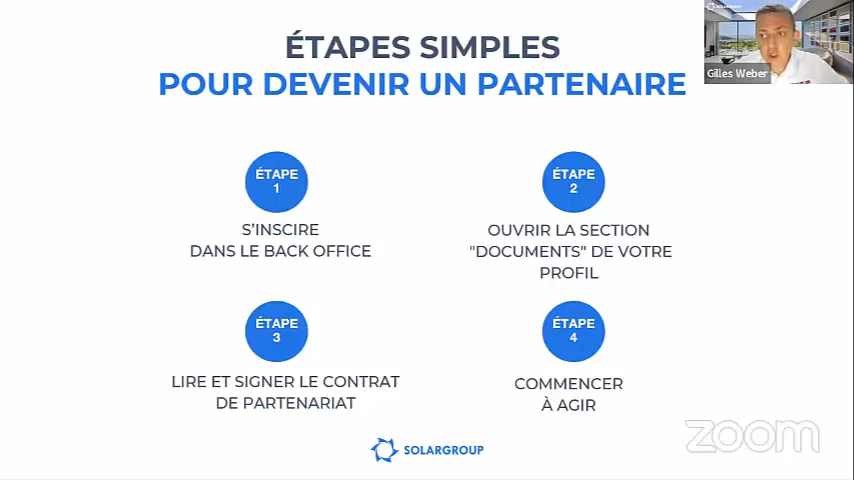 ÉTAPES SIMPLES
POUR DEVENIR UN PARTENAIRE
SOLARGROUP
Gilles Weber
ÉTAPE
1
S'INSCIRE
DANS LE BACK OFFICE
ÉTAPE
2
OUVRIR LA SECTION
"DOCUMENTS" DE VOTRE
PROFIL
ÉTAPE
3
LIRE ET SIGNER LE CONTRAT
DE PARTENARIAT
ÉTAPE
4
COMMENCER
À AGIR
SOLARGROUP
zoom